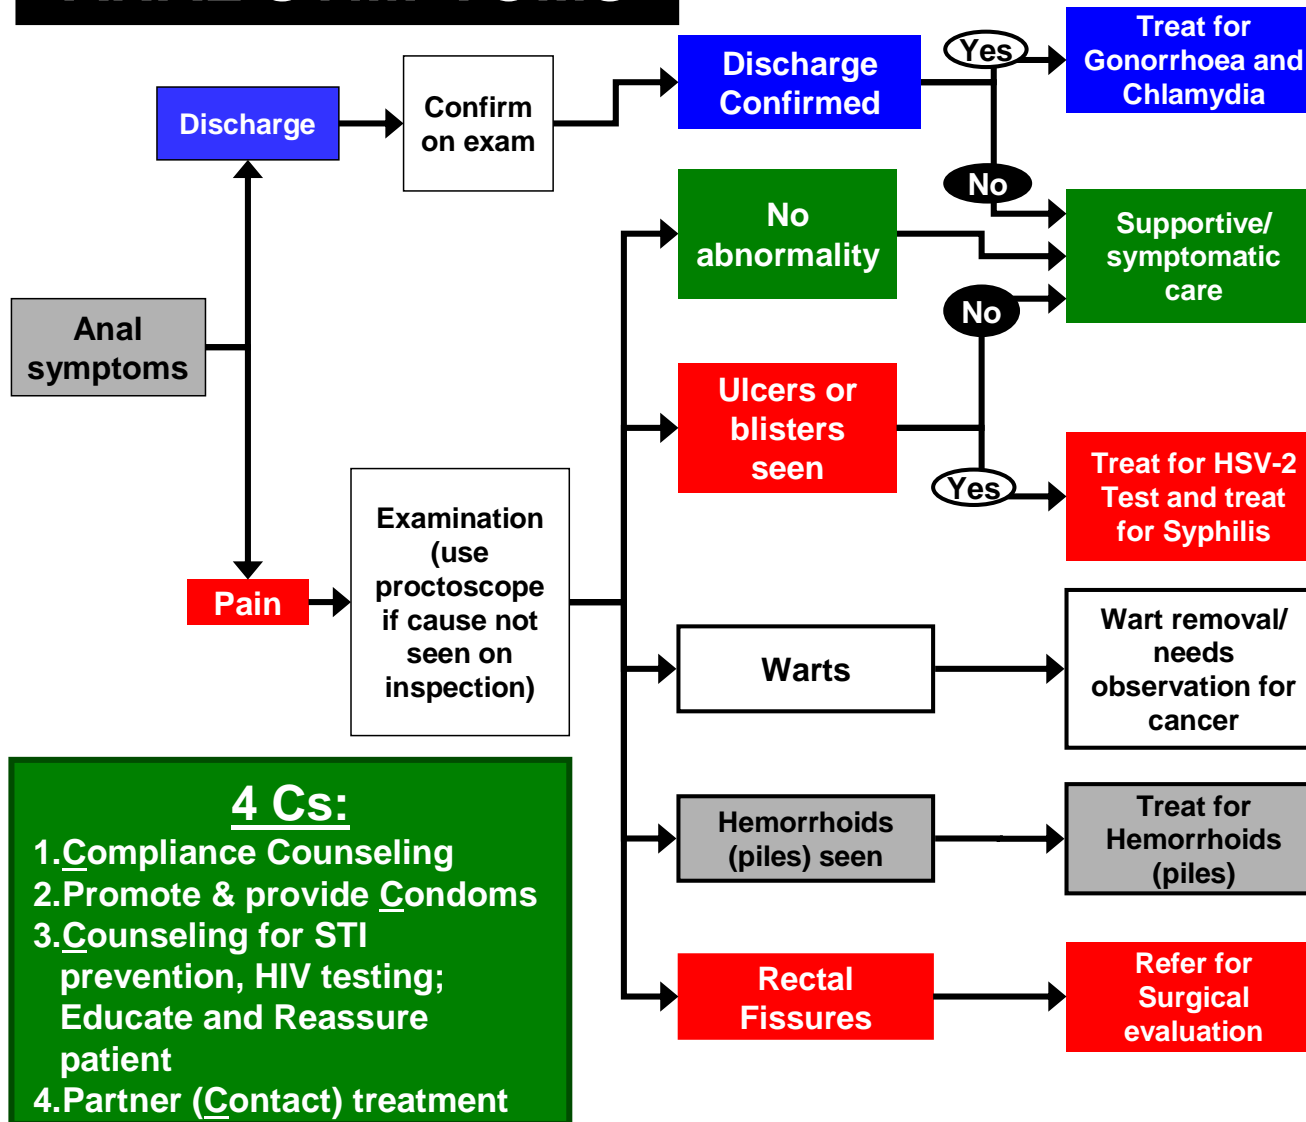 Discharge
Confirm
on exam
Discharge
Confirmed
Yes
Treat for
Gonorrhoea and
Chlamydia
No
No
abnormality
Supportive/
symptomatic
care
Anal
symptoms
Ulcers or
blisters
seen
No
Yes
Treat for HSV-2
Test and treat
for Syphilis
Pain
Examination
(use
proctoscope
if cause not
seen on
inspection)
Warts
Wart removal/
needs
observation for
cancer
Hemorrhoids
(piles) seen
Treat for
Hemorrhoids
(piles)
Rectal
Fissures
Refer for
Surgical
evaluation
4 Cs:
1.Compliance Counseling
2.Promote & provide Condoms
3.Counseling for STI
prevention, HIV testing;
Educate and Reassure
patient
4.Partner (Contact) treatment